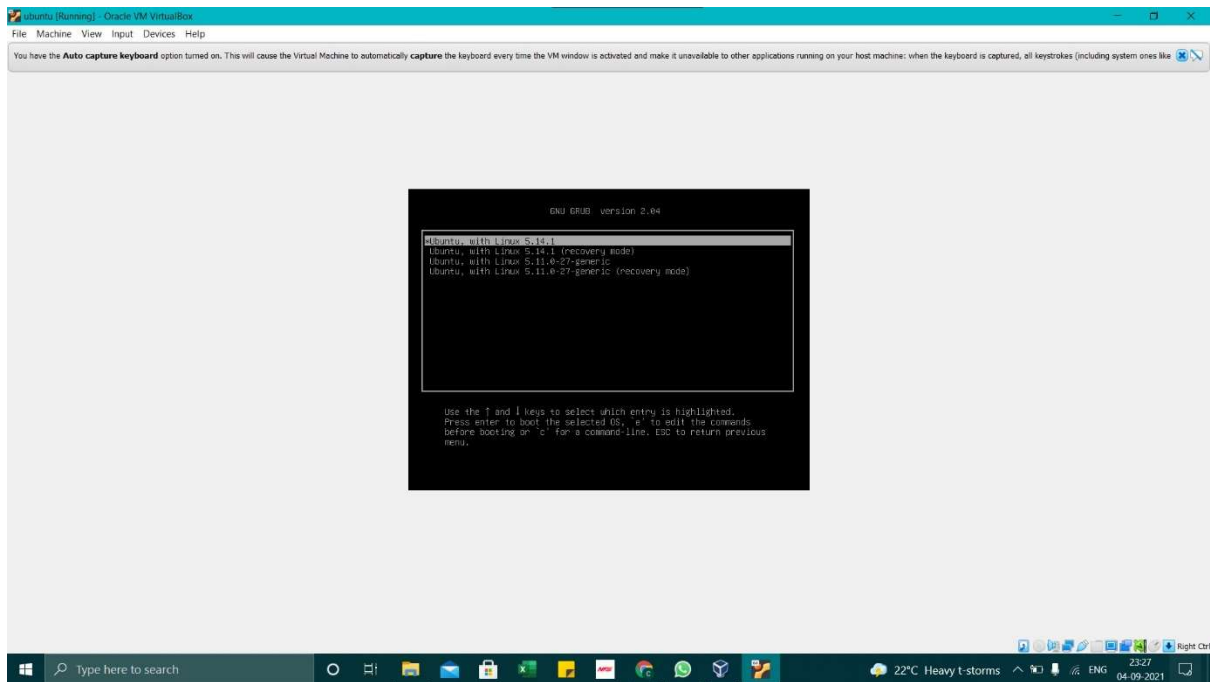 ubuntu [Running] - Oracle VM VirtualBox
File Machine View Input Devices Help
You have the Auto capture keyboard option turned on. This will cause the Virtual Machine to automatically capture the keyboard every time the VM window is activated and make it unavailable to other applications running on your host machine: when the keyboard is captured, all keystrokes (including system ones like
GNU GRUB version 2.04
*Ubuntu, with Linux 5.14.1
Ubuntu, with Linux 5.14.1 (recovery mode)
Ubuntu, with Linux 5.11.0-27-generic
Ubuntu, with Linux 5.11.0-27-generic (recovery mode)
Use the ↑ and ↓ keys to select which entry is highlighted.
Press enter to boot the selected OS, `e' to edit the commands
before booting or `c' for a command-line. ESC to return previous
menu.
Right Ctrl
Type here to search
22°C Heavy t-storms
ENG
23:27
04-09-2021